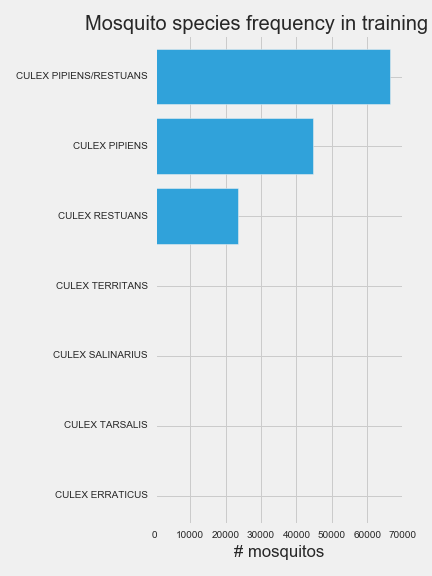 Mosquito species frequency in training
CULEX PIPIENS/RESTUANS
CULEX PIPIENS
CULEX RESTUANS
CULEX TERRITANS
CULEX SALINARIUS
CULEX TARSALIS
CULEX ERRATICUS
0 10000 20000 30000 40000 50000 60000 70000
# mosquitos